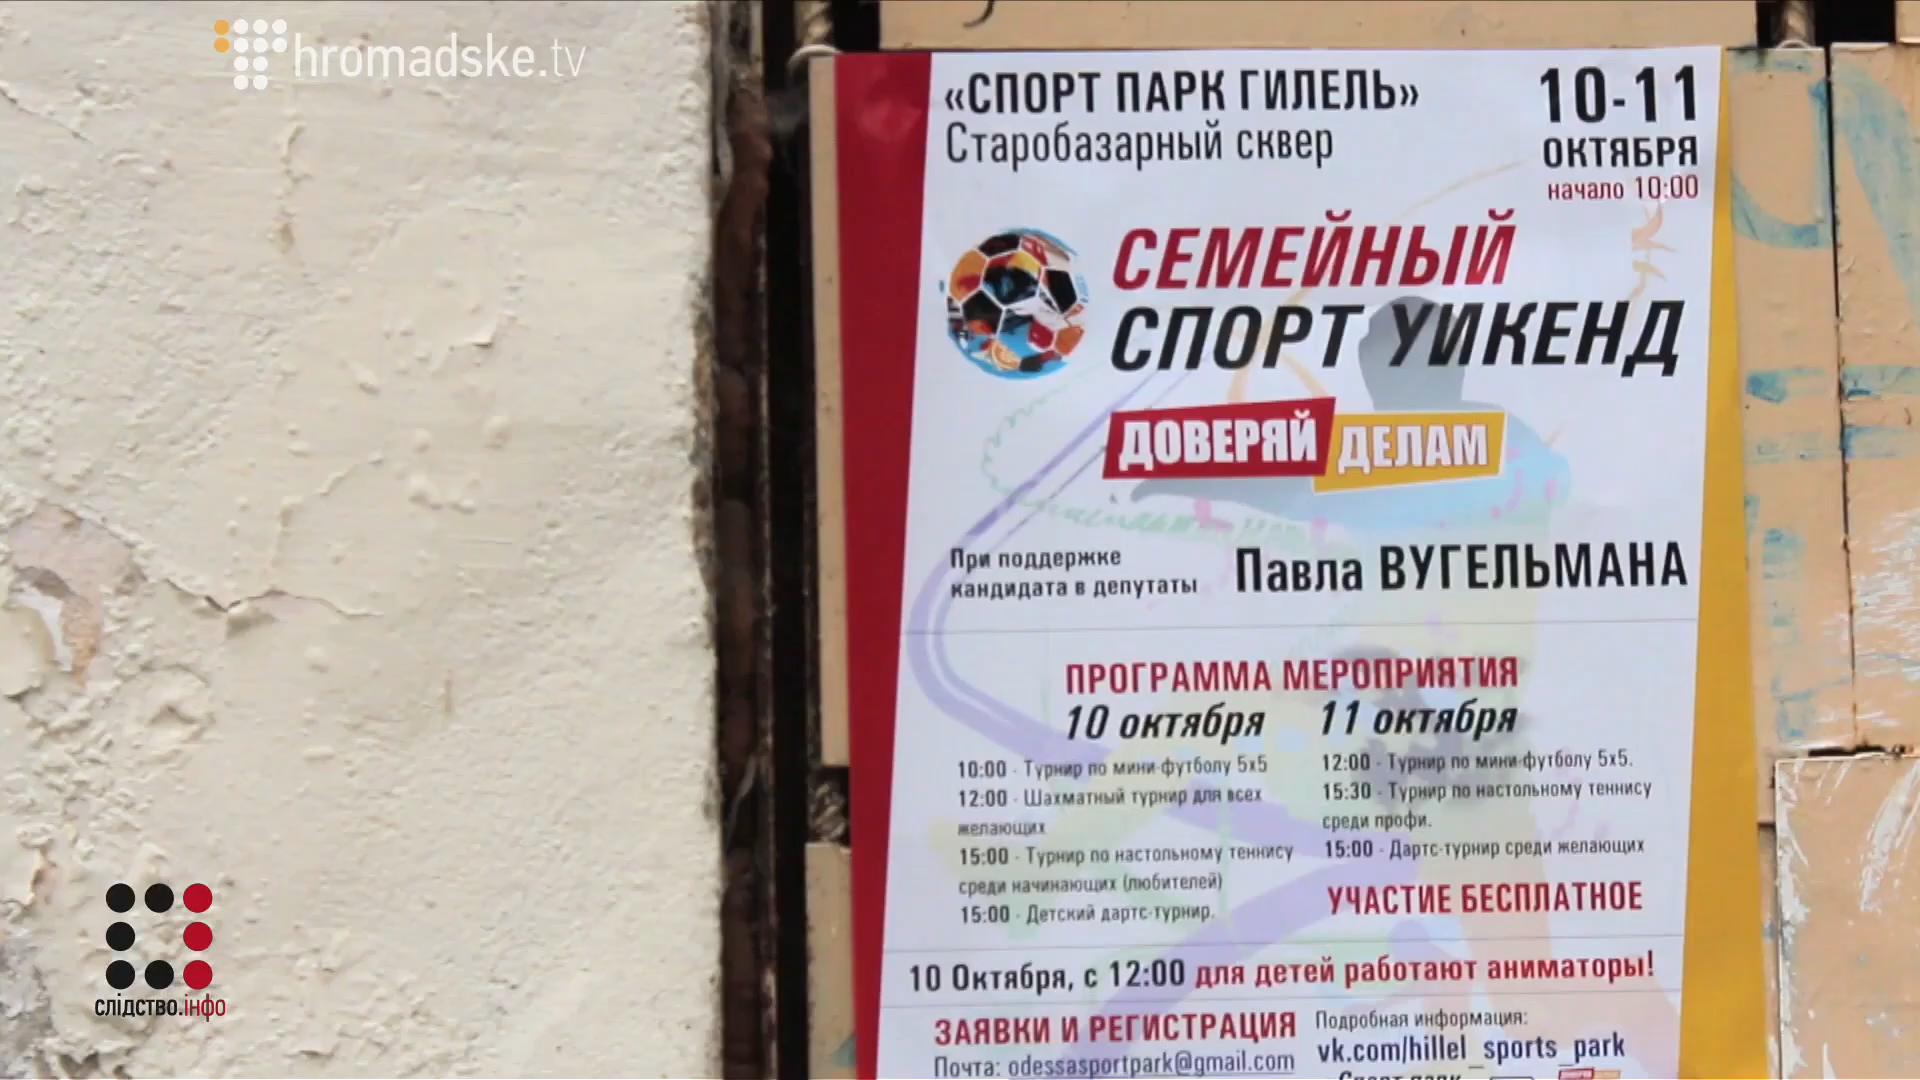 hromadske.tv
«СПОРТ ПАРК ГИЛЕЛЬ»
Старобазарный сквер
10-11
ОКТЯБРЯ
начало 10:00
СЕМЕЙНЫЙ
СПОРТ УИКЕНД
ДОВЕРЯЙ ДЕЛАМ
При поддержке
кандидата в депутаты
Павла ВУГЕЛЬМАНА
ПРОГРАММА МЕРОПРИЯТИЯ
10 октября
10:00 - Турнир по мини-футболу 5х5
12:00 - Шахматный турнир для всех
желающих
15:00 - Турнир по настольному теннису
среди начинающих (любителей)
15:00 - Детский дартс-турнир.
11 октября
12:00 - Турнир по мини-футболу 5х5.
15:30 - Турнир по настольному теннису
среди профи.
15:00 - Дартс-турнир среди желающих
УЧАСТИЕ БЕСПЛАТНОЕ
10 Октября, с 12:00 для детей работают аниматоры!
ЗАЯВКИ И РЕГИСТРАЦИЯ
Почта: odessasportpark@gmail.com
Подробная информация:
vk.com/hillel_sports_park
слідство.інфо